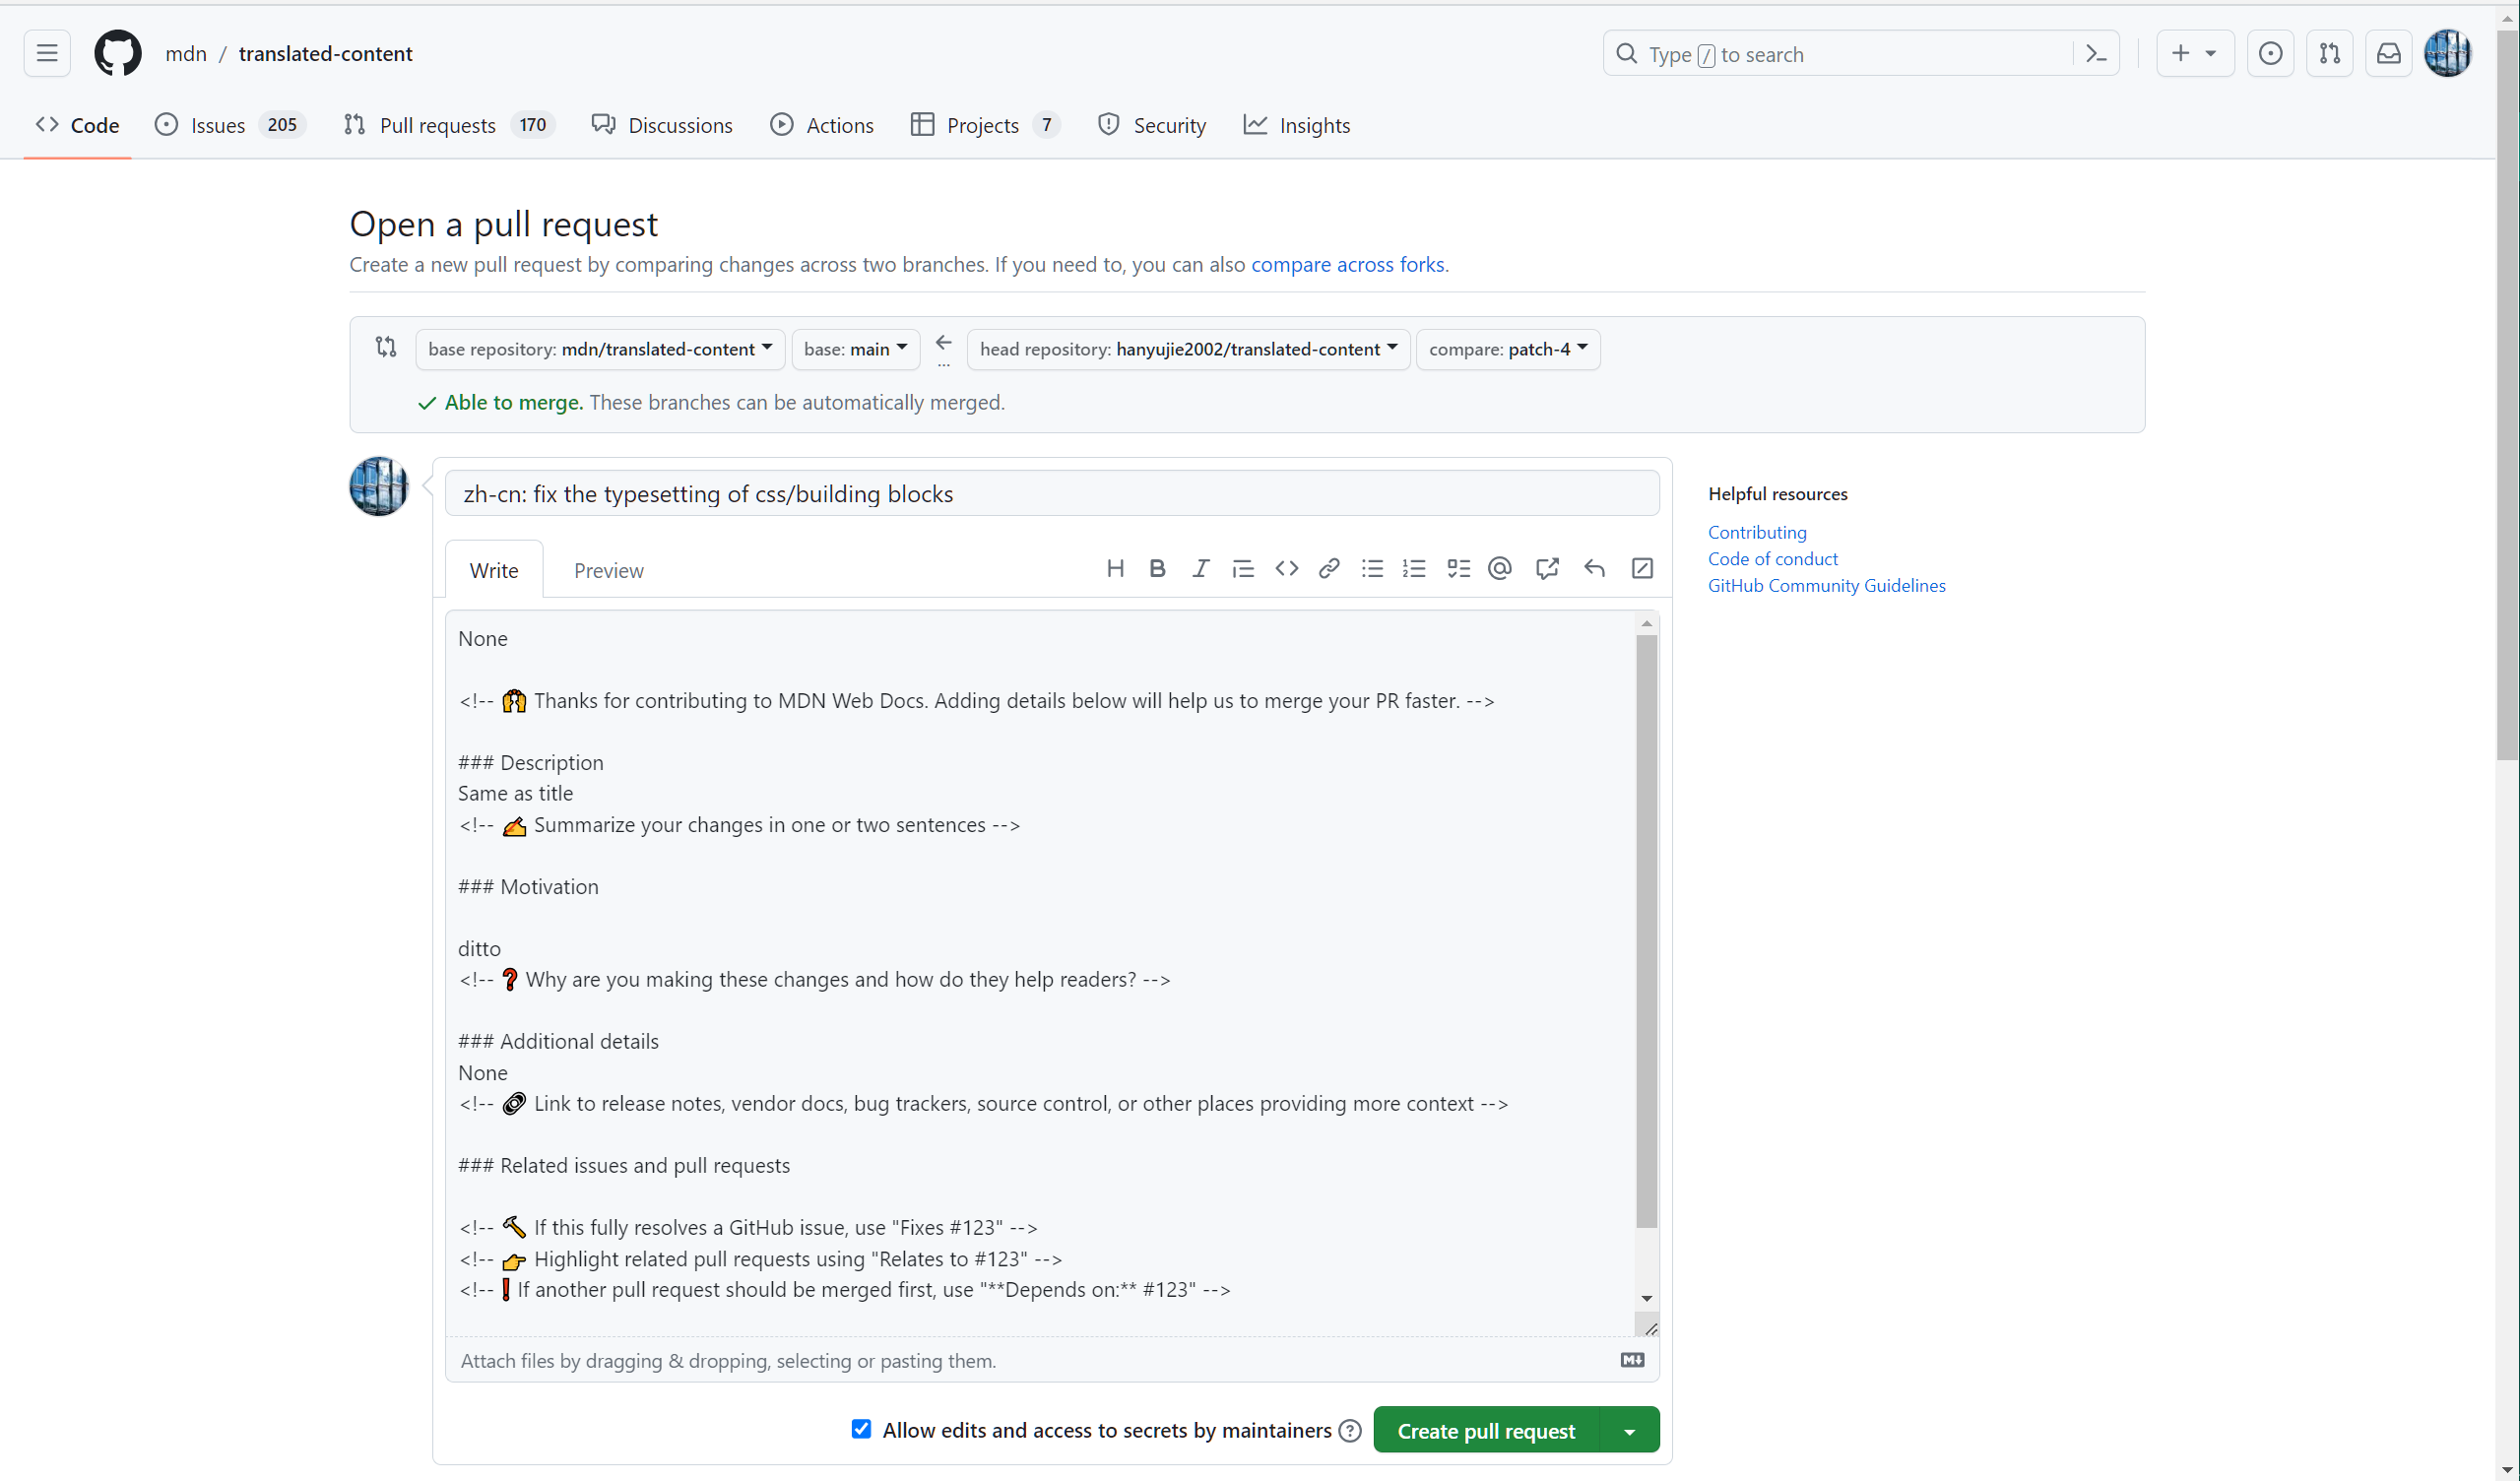 mdn / translated-content
Type / to search
Code
Issues 205
Pull requests 170
Discussions
Actions
Projects 7
Security
Insights
Open a pull request
Create a new pull request by comparing changes across two branches. If you need to, you can also compare across forks.
base repository: mdn/translated-content
base: main
...
head repository: hanyujie2002/translated-content
compare: patch-4
Able to merge. These branches can be automatically merged.
zh-cn: fix the typesetting of css/building blocks
Write
Preview
None
<!-- 🙌 Thanks for contributing to MDN Web Docs. Adding details below will help us to merge your PR faster. -->
### Description
Same as title
<!-- ✍️ Summarize your changes in one or two sentences -->
### Motivation
ditto
<!-- ❓ Why are you making these changes and how do they help readers? -->
### Additional details
None
<!-- 🔗 Link to release notes, vendor docs, bug trackers, source control, or other places providing more context -->
### Related issues and pull requests
<!-- 🔨 If this fully resolves a GitHub issue, use "Fixes #123" -->
<!-- 👉 Highlight related pull requests using "Relates to #123" -->
<!-- ❗ If another pull request should be merged first, use "**Depends on:** #123" -->
Attach files by dragging & dropping, selecting or pasting them.
Allow edits and access to secrets by maintainers
Create pull request
Helpful resources
Contributing
Code of conduct
GitHub Community Guidelines